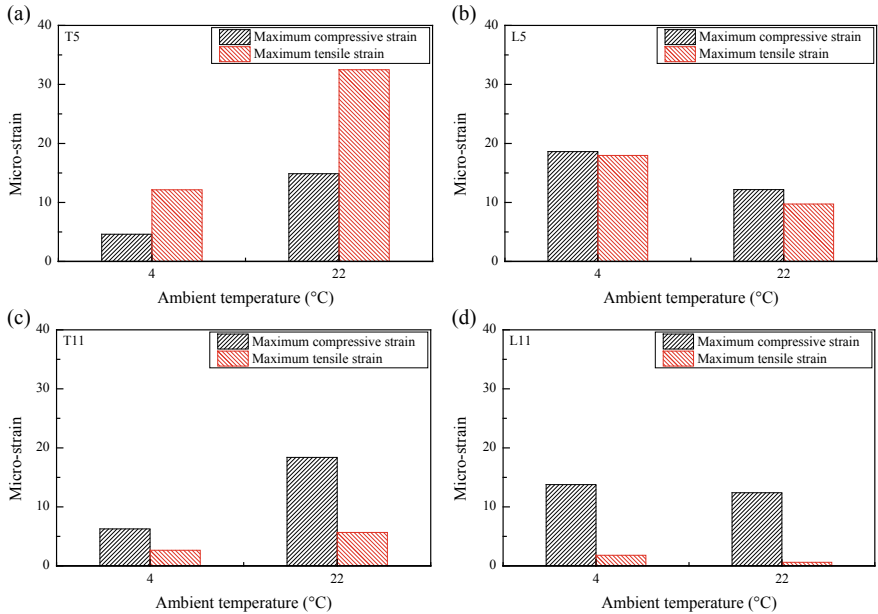 (a)
T5
Maximum compressive strain
Maximum tensile strain
40
30
20
10
0
Micro-strain
4
22
Ambient temperature (°C)
(b)
L5
Maximum compressive strain
Maximum tensile strain
40
30
20
10
0
Micro-strain
4
22
Ambient temperature (°C)
(c)
T11
Maximum compressive strain
Maximum tensile strain
40
30
20
10
0
Micro-strain
4
22
Ambient temperature (°C)
(d)
L11
Maximum compressive strain
Maximum tensile strain
40
30
20
10
0
Micro-strain
4
22
Ambient temperature (°C)